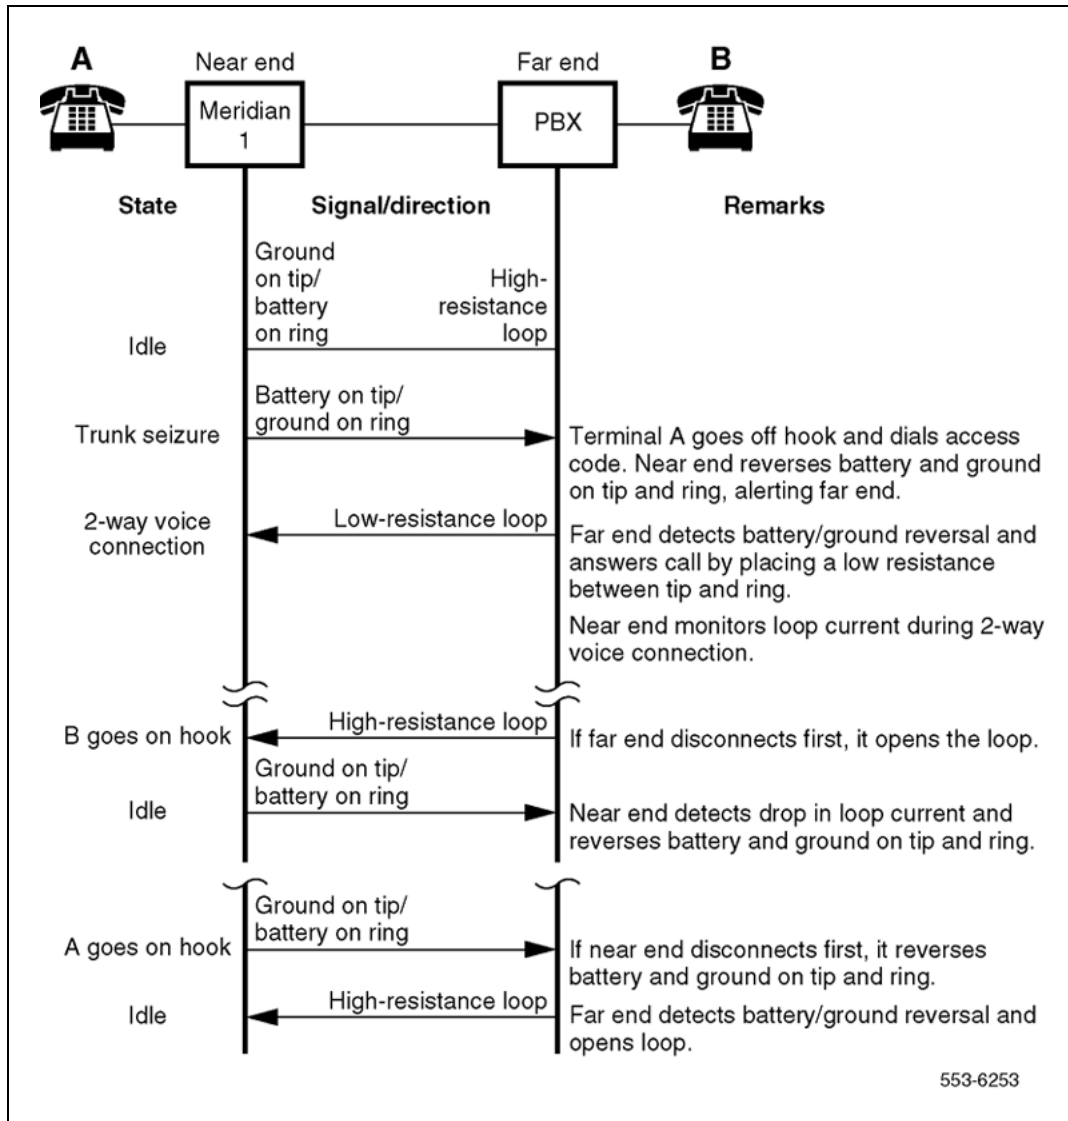 A
Near end
Far end
B
Meridian
1
PBX
State
Signal/direction
Remarks
Ground
on tip/
battery
on ring
High-
resistance
loop
Idle
Battery on tip/
ground on ring
Trunk seizure
Terminal A goes off hook and dials access
code. Near end reverses battery and ground
on tip and ring, alerting far end.
2-way voice
connection
Low-resistance loop
Far end detects battery/ground reversal and
answers call by placing a low resistance
between tip and ring.
Near end monitors loop current during 2-way
voice connection.
B goes on hook
High-resistance loop
If far end disconnects first, it opens the loop.
Ground on tip/
battery on ring
Idle
Near end detects drop in loop current and
reverses battery and ground on tip and ring.
Ground on tip/
battery on ring
A goes on hook
If near end disconnects first, it reverses
battery and ground on tip and ring.
Idle
High-resistance loop
Far end detects battery/ground reversal and
opens loop.
553-6253